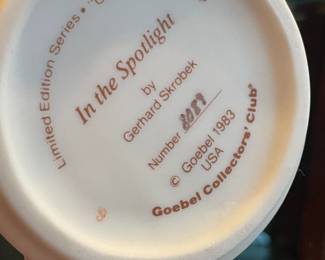 Limited Edition Series •
In the Spotlight
by
Gerhard Skrobek
Number
© Goebel 1983
USA
Goebel Collectors' Club®